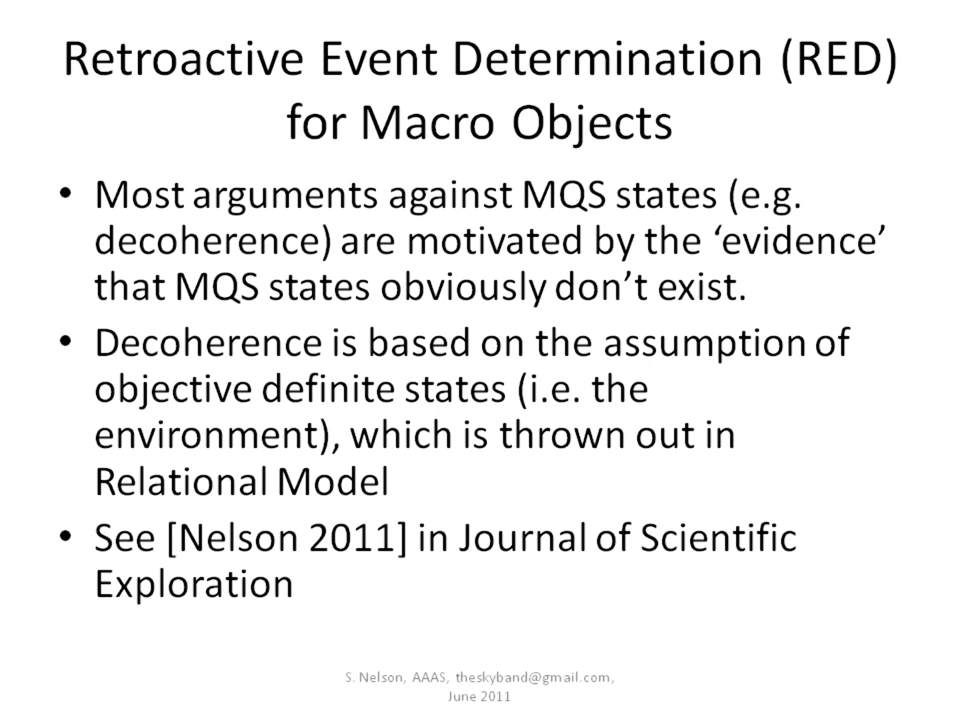 Retroactive Event Determination (RED)
for Macro Objects
• Most arguments against MQS states (e.g.
decoherence) are motivated by the ‘evidence’
that MQS states obviously don’t exist.
• Decoherence is based on the assumption of
objective definite states (i.e. the
environment), which is thrown out in
Relational Model
• See [Nelson 2011] in Journal of Scientific
Exploration
S. Nelson, AAAS, theskyband@gmail.com,
June 2011